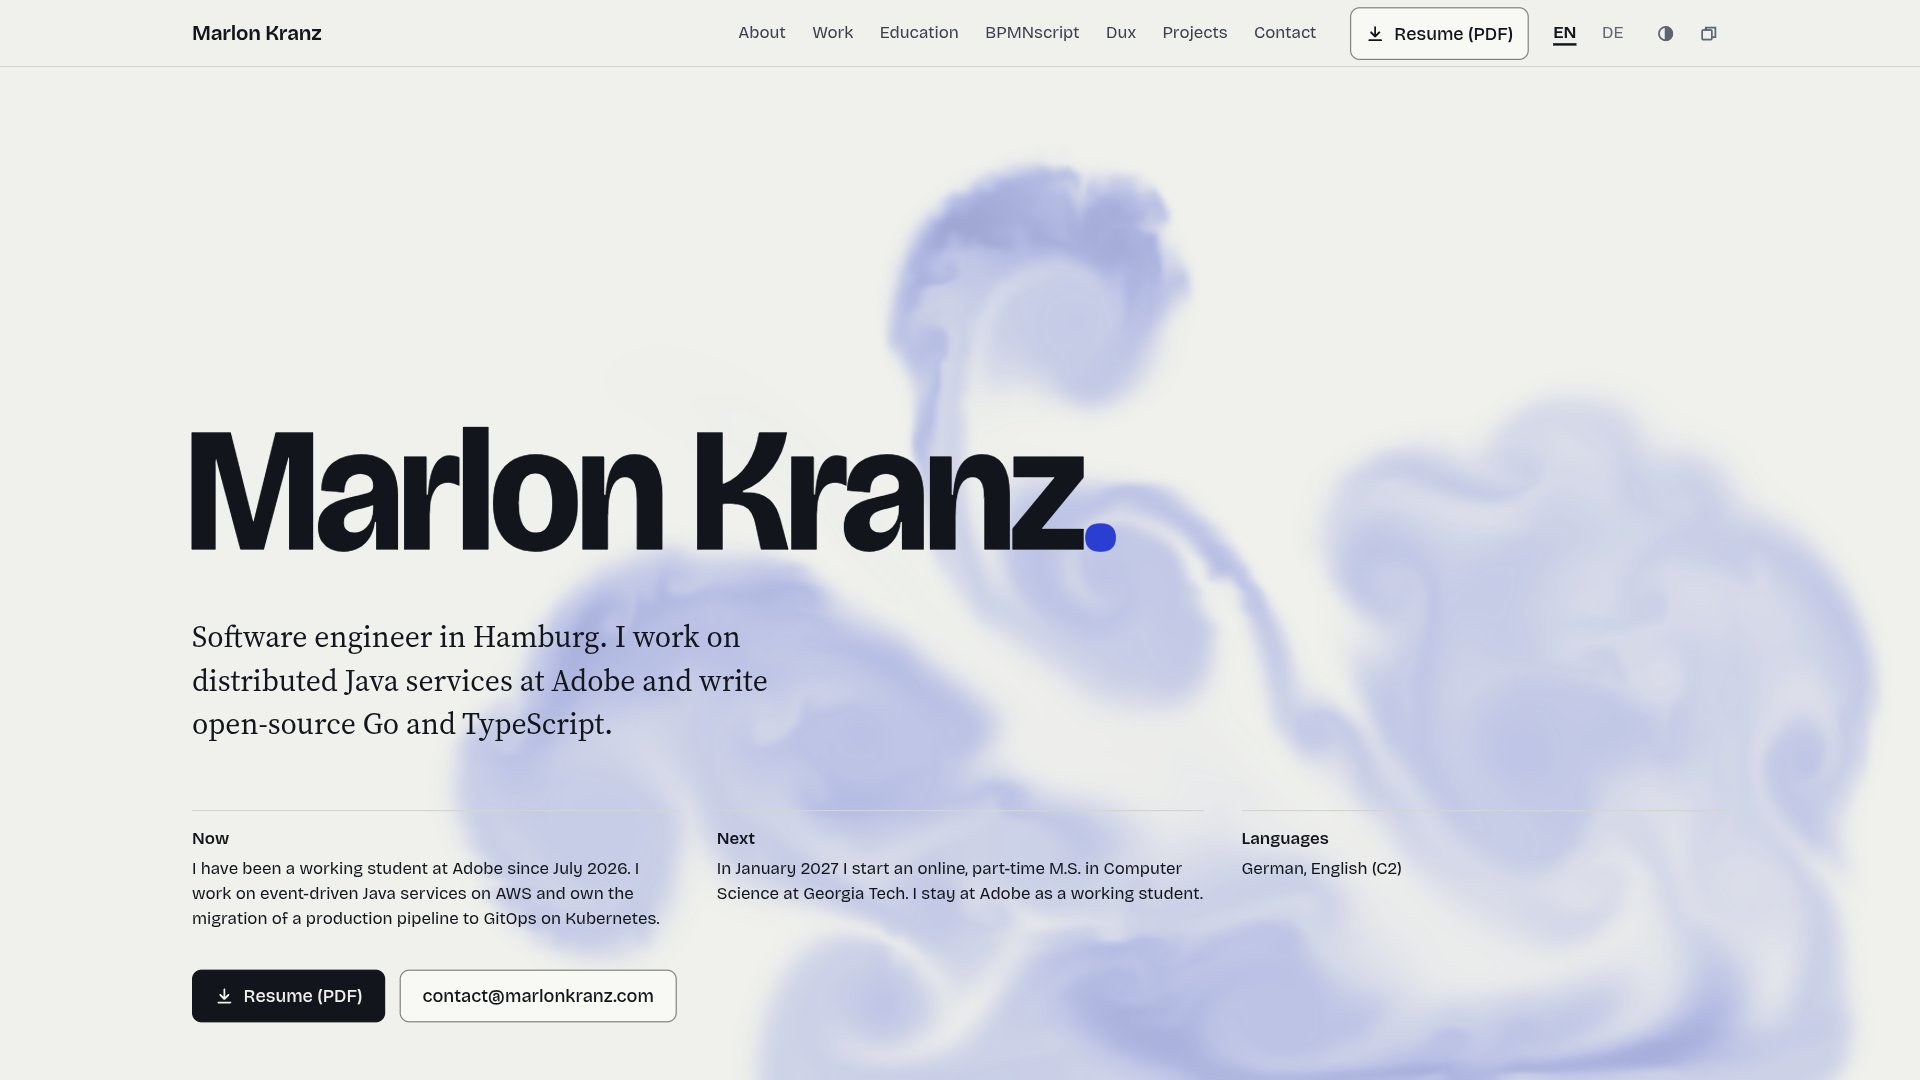 Marlon Kranz
About Work Education BPMNscript Dux Projects Contact Resume (PDF) EN DE
Marlon Kranz.
Software engineer in Hamburg. I work on
distributed Java services at Adobe and write
open-source Go and TypeScript.
Now
I have been a working student at Adobe since July 2026. I
work on event-driven Java services on AWS and own the
migration of a production pipeline to GitOps on Kubernetes.
Next
In January 2027 I start an online, part-time M.S. in Computer
Science at Georgia Tech. I stay at Adobe as a working student.
Languages
German, English (C2)
Resume (PDF)
contact@marlonkranz.com